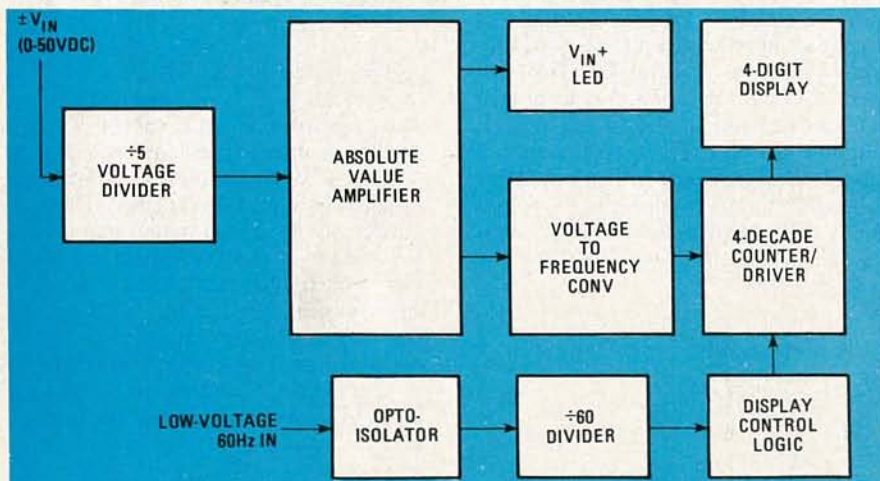 ±VIN
(0-50VDC)
÷5
VOLTAGE
DIVIDER
ABSOLUTE
VALUE
AMPLIFIER
VIN+
LED
4-DIGIT
DISPLAY
VOLTAGE
TO
FREQUENCY
CONV
4-DECADE
COUNTER/
DRIVER
LOW-VOLTAGE
60Hz IN
OPTO-
ISOLATOR
÷60
DIVIDER
DISPLAY
CONTROL
LOGIC